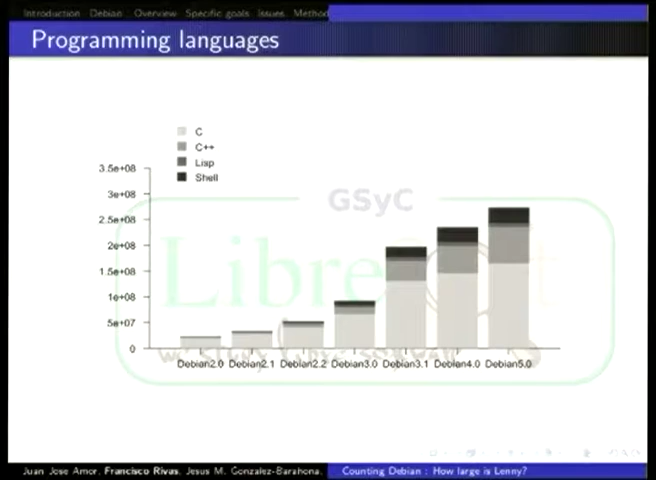 Introduction Debian: Overview Specific goals Issues Method
Programming languages
C
C++
Lisp
Shell
GSyC
Libre
3.5e+08
3e+08
2.5e+08
2e+08
1.5e+08
1e+08
5e+07
0
Debian2.0 Debian2.1 Debian2.2 Debian3.0 Debian3.1 Debian4.0 Debian5.0
Juan Jose Amor, Francisco Rivas, Jesus M. Gonzalez-Barahona,
Counting Debian : How large is Lenny?